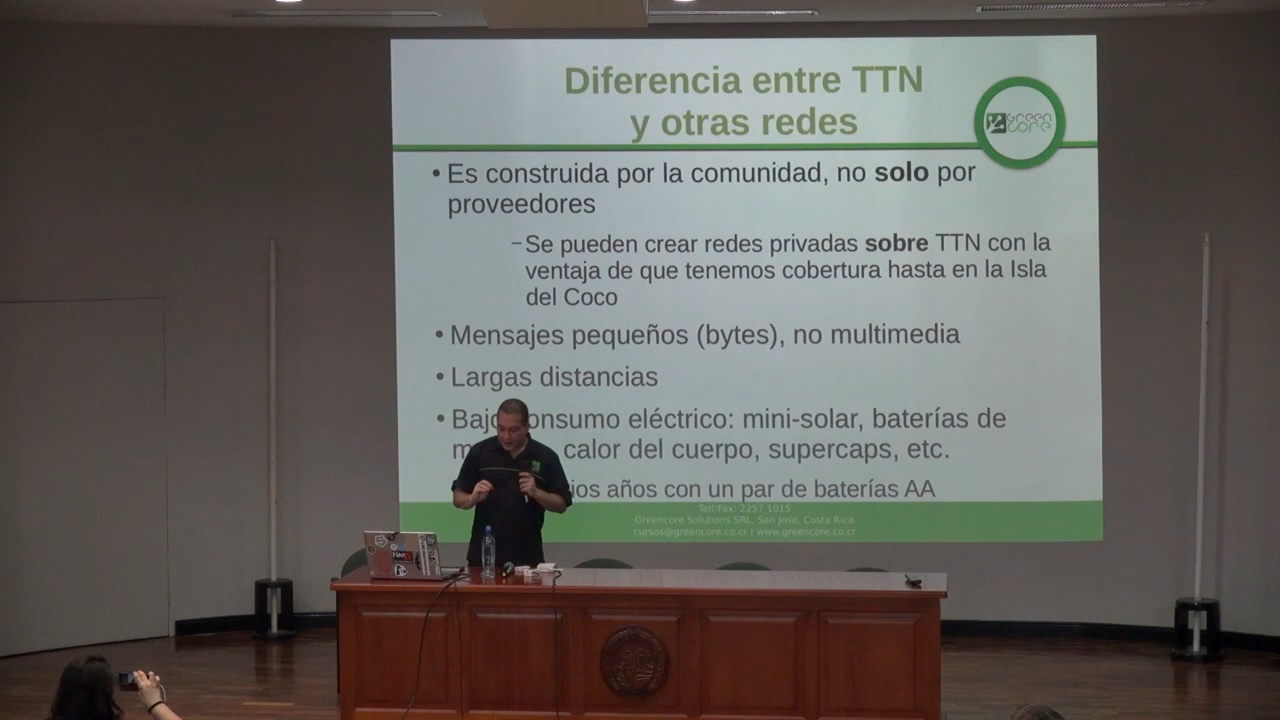 Diferencia entre TTN
y otras redes
GREEN
CORE
• Es construida por la comunidad, no solo por
proveedores
– Se pueden crear redes privadas sobre TTN con la
ventaja de que tenemos cobertura hasta en la Isla
del Coco
• Mensajes pequeños (bytes), no multimedia
• Largas distancias
• Bajo consumo eléctrico: mini-solar, baterías de
calor del cuerpo, supercaps, etc.
años con un par de baterías AA
Telf/Fax: 2257 1015
Greencore Solutions SRL, San José, Costa Rica
cursos@greencore.co.cr | www.greencore.co.cr